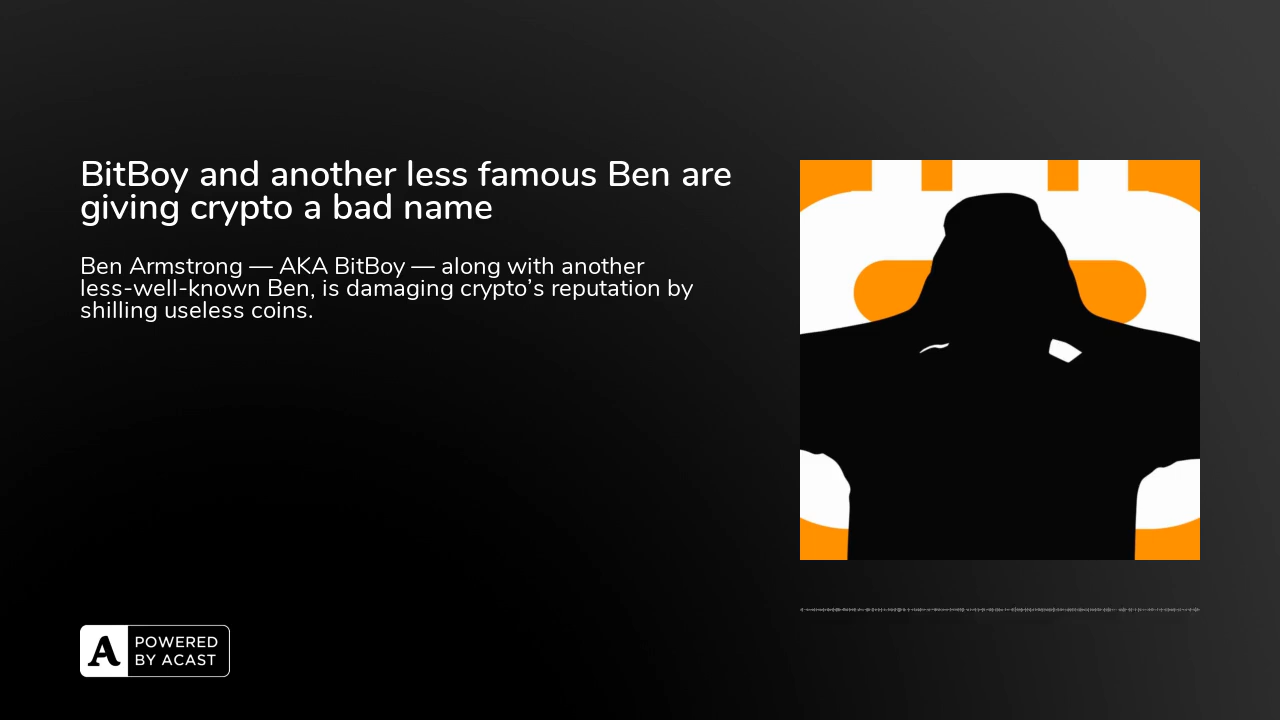 BitBoy and another less famous Ben are
giving crypto a bad name
Ben Armstrong — AKA BitBoy — along with another
less-well-known Ben, is damaging crypto’s reputation by
shilling useless coins.
A POWERED
BY ACAST